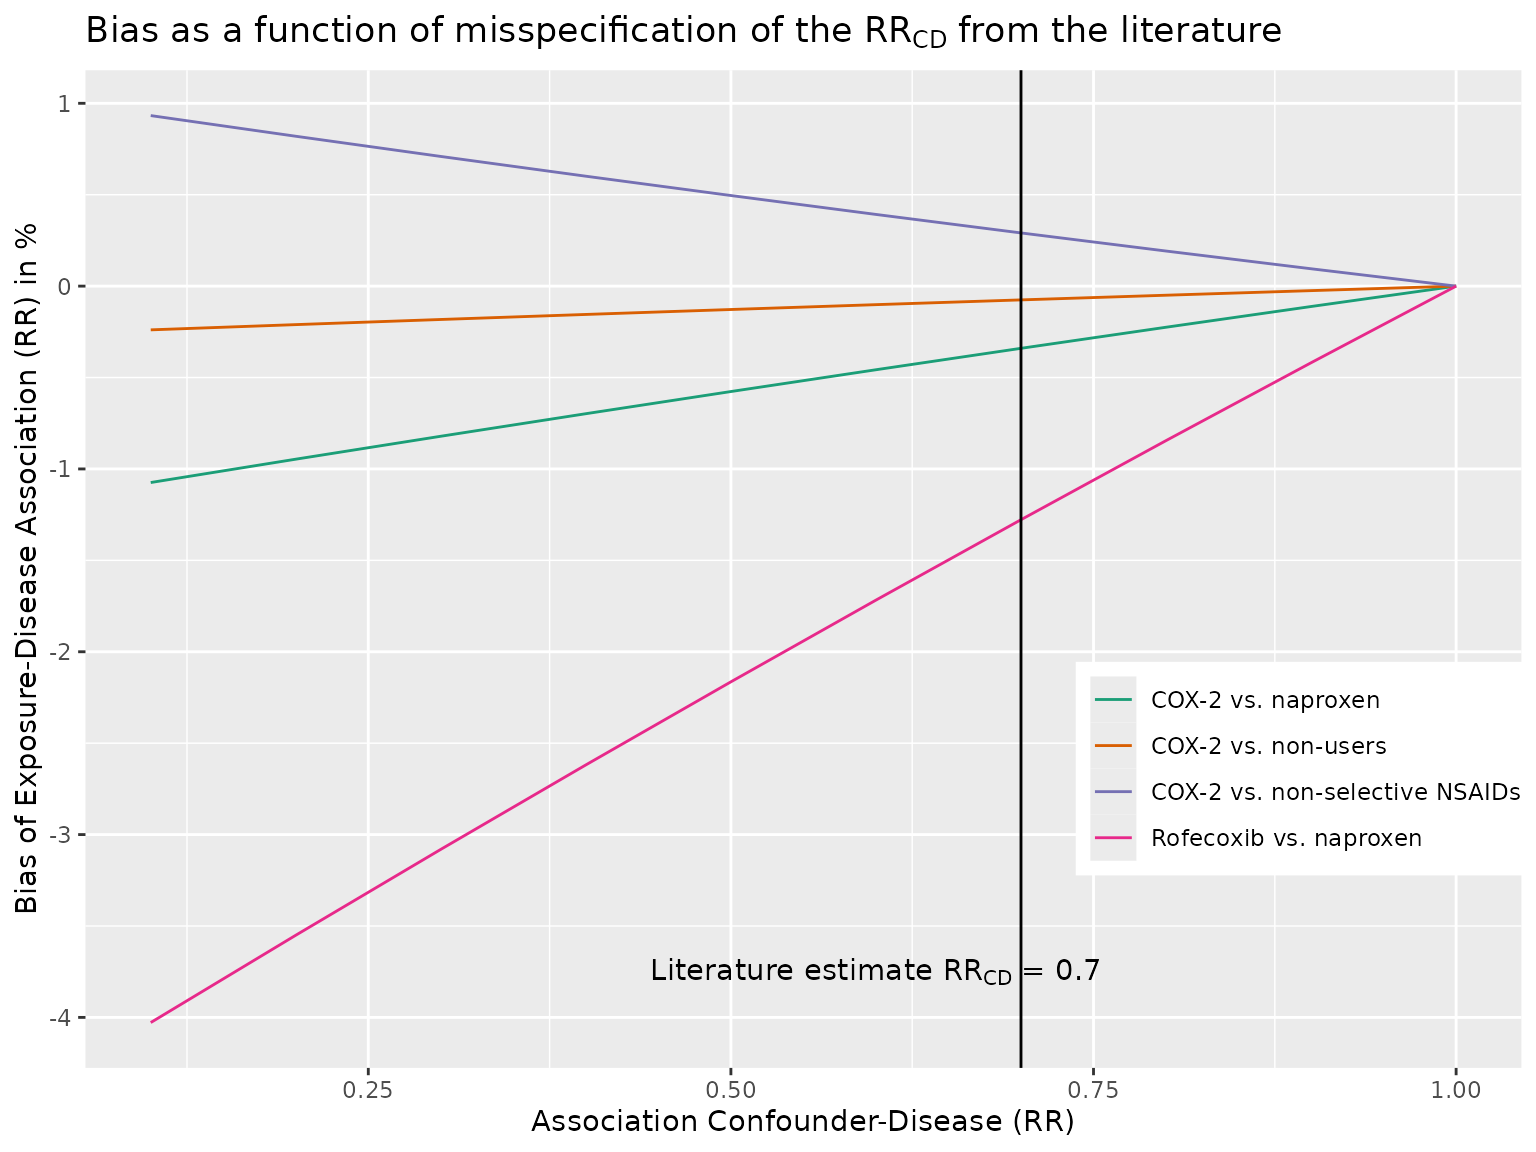 Bias as a function of misspecification of the RR_CD from the literature
Bias of Exposure-Disease Association (RR) in %
1
0
-1
-2
-3
-4
COX-2 vs. naproxen
COX-2 vs. non-users
COX-2 vs. non-selective NSAIDs
Rofecoxib vs. naproxen
Literature estimate RR_CD = 0.7
0.25 0.50 0.75 1.00
Association Confounder-Disease (RR)